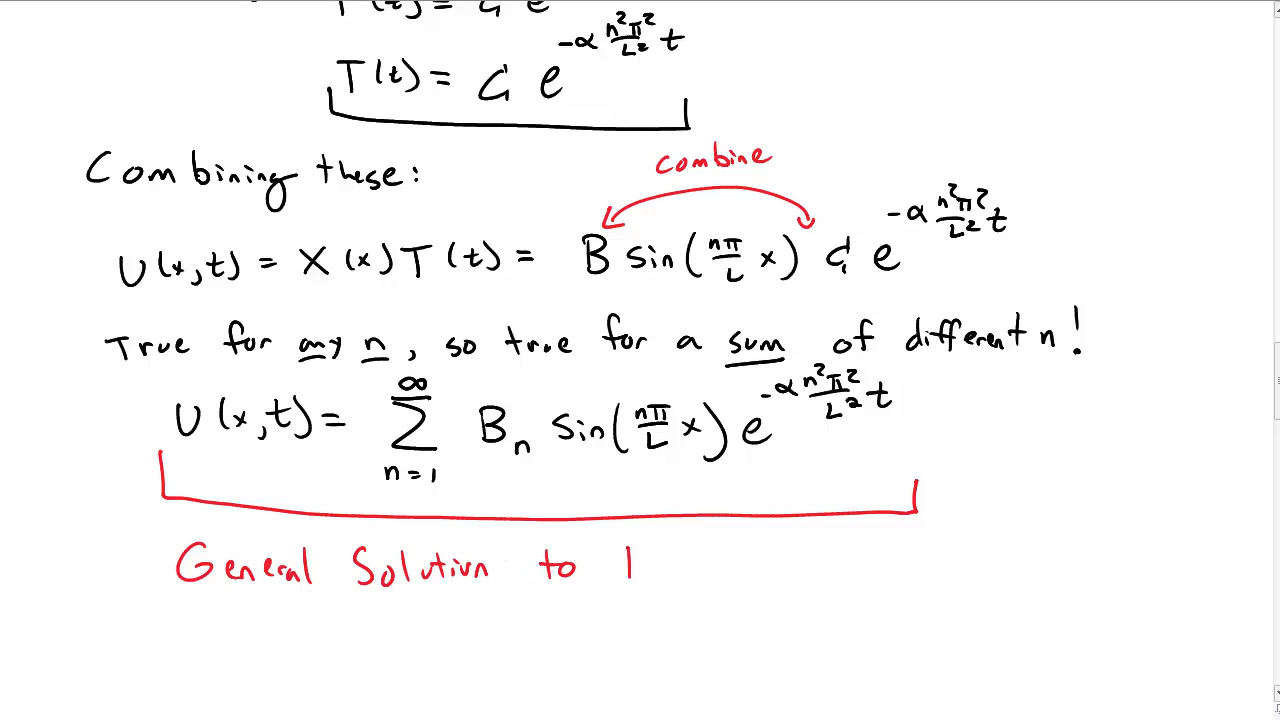 T(t) = C₁ e
T(t) = C₁ e^(-α n²π²/L² t)
Combining these:
combine
U(x,t) = X(x)T(t) = B sin(nπ/L x) C₁ e^(-α n²π²/L² t)
True for any n, so true for a sum of different n!
U(x,t) = ∑_(n=1)^∞ B_n sin(nπ/L x) e^(-α n²π²/L² t)
General Solution to 1